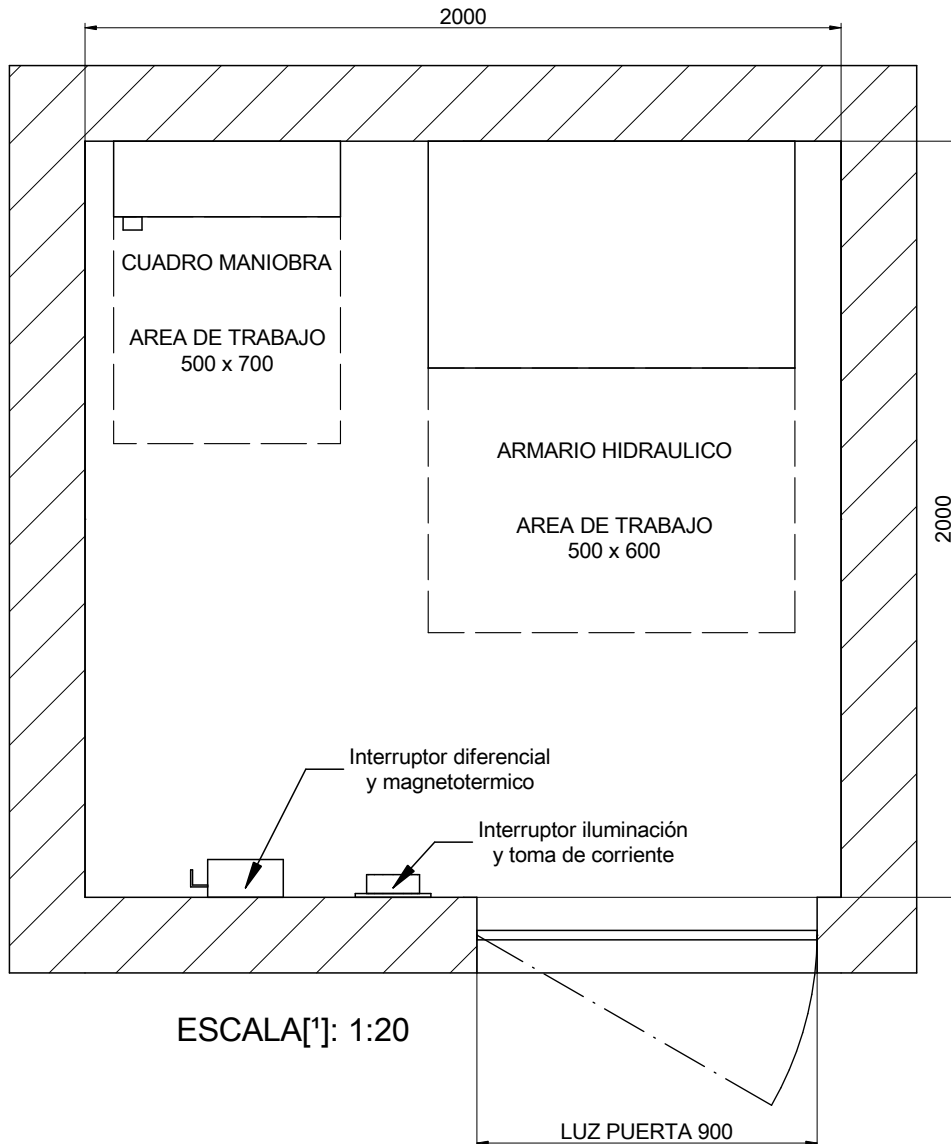 2000
CUADRO MANIOBRA
AREA DE TRABAJO
500 x 700
ARMARIO HIDRAULICO
AREA DE TRABAJO
500 x 600
2000
Interruptor diferencial
y magnetotermico
Interruptor iluminación
y toma de corriente
ESCALA[¹]: 1:20
LUZ PUERTA 900